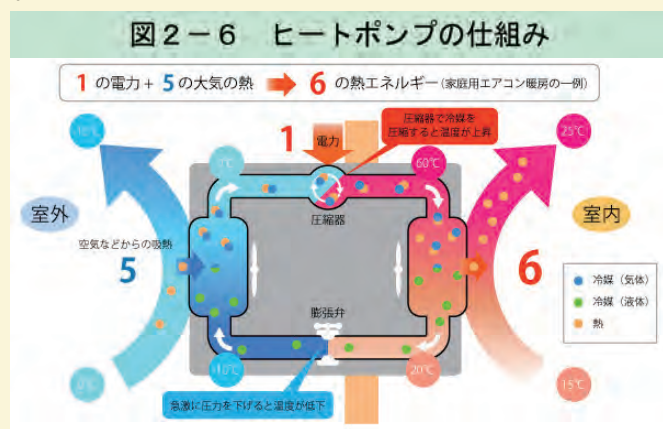 図2-6 ヒートポンプの仕組み
1の電力+5の大気の熱 6の熱エネルギー(家庭用エアコン暖房の一例)
圧縮器で冷媒を
圧縮すると温度が上昇
1
電力
25℃
0℃
60℃
室外
圧縮器
室内
空気などからの吸熱
5
6
冷媒(気体)
冷媒(液体)
熱
膨張弁
-10℃
20℃
0℃
15℃
急激に圧力を下げると温度が低下